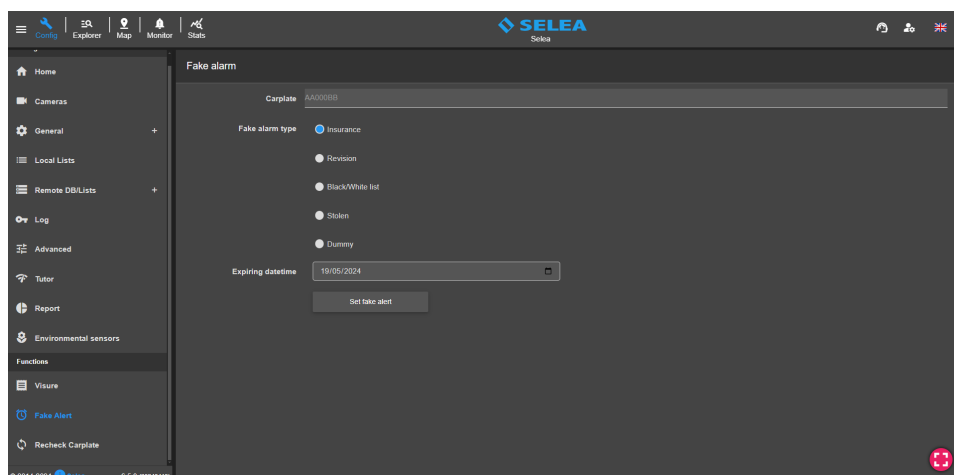 Config
Explorer
Map
Monitor
Stats
SELEA
Selea
Home
Cameras
General +
Local Lists
Remote DB/Lists +
Log
Advanced
Tutor
Report
Environmental sensors
Functions
Visure
Fake Alert
Recheck Carplate
Fake alarm
Carplate AA000BB
Fake alarm type Insurance
Revision
Black/White list
Stolen
Dummy
Expiring datetime 19/05/2024
Set fake alert